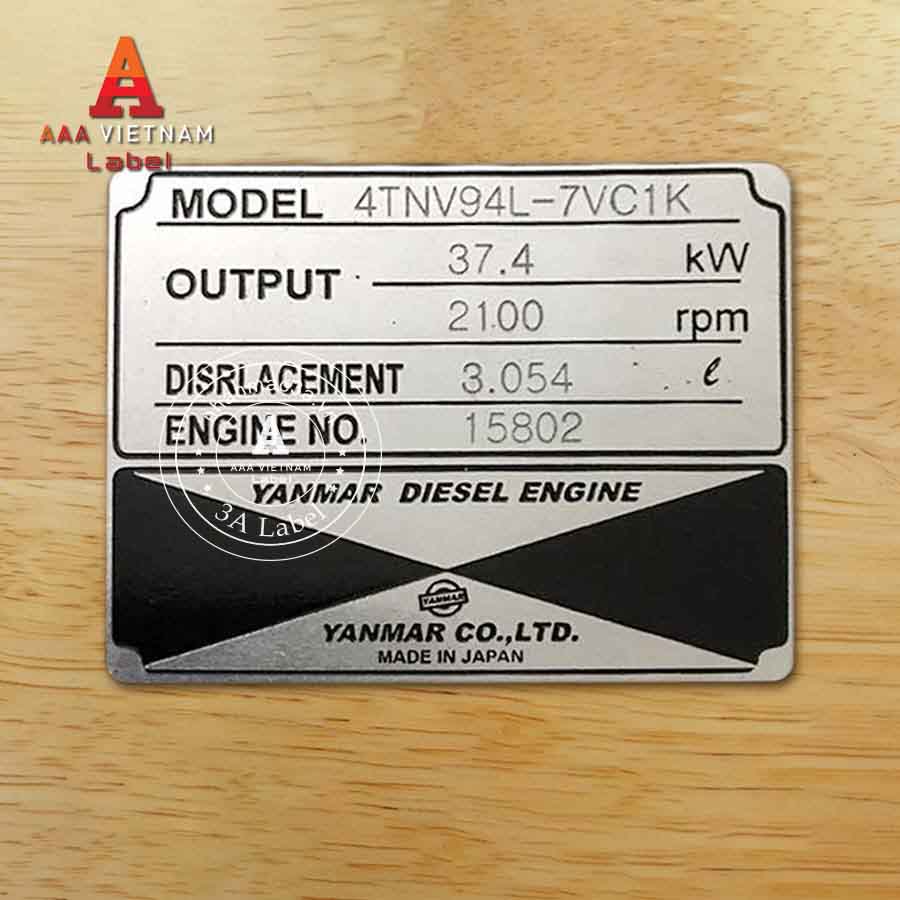 A
AAA VIETNAM
Label
MODEL 4TNV94L-7VC1K
OUTPUT 37.4 kW
2100 rpm
DISRLACEMENT 3.054 ℓ
ENGINE NO. 15802
A
AAA VIETNAM
Label
3A Label
YANMAR DIESEL ENGINE
YANMAR
YANMAR CO.,LTD.
MADE IN JAPAN